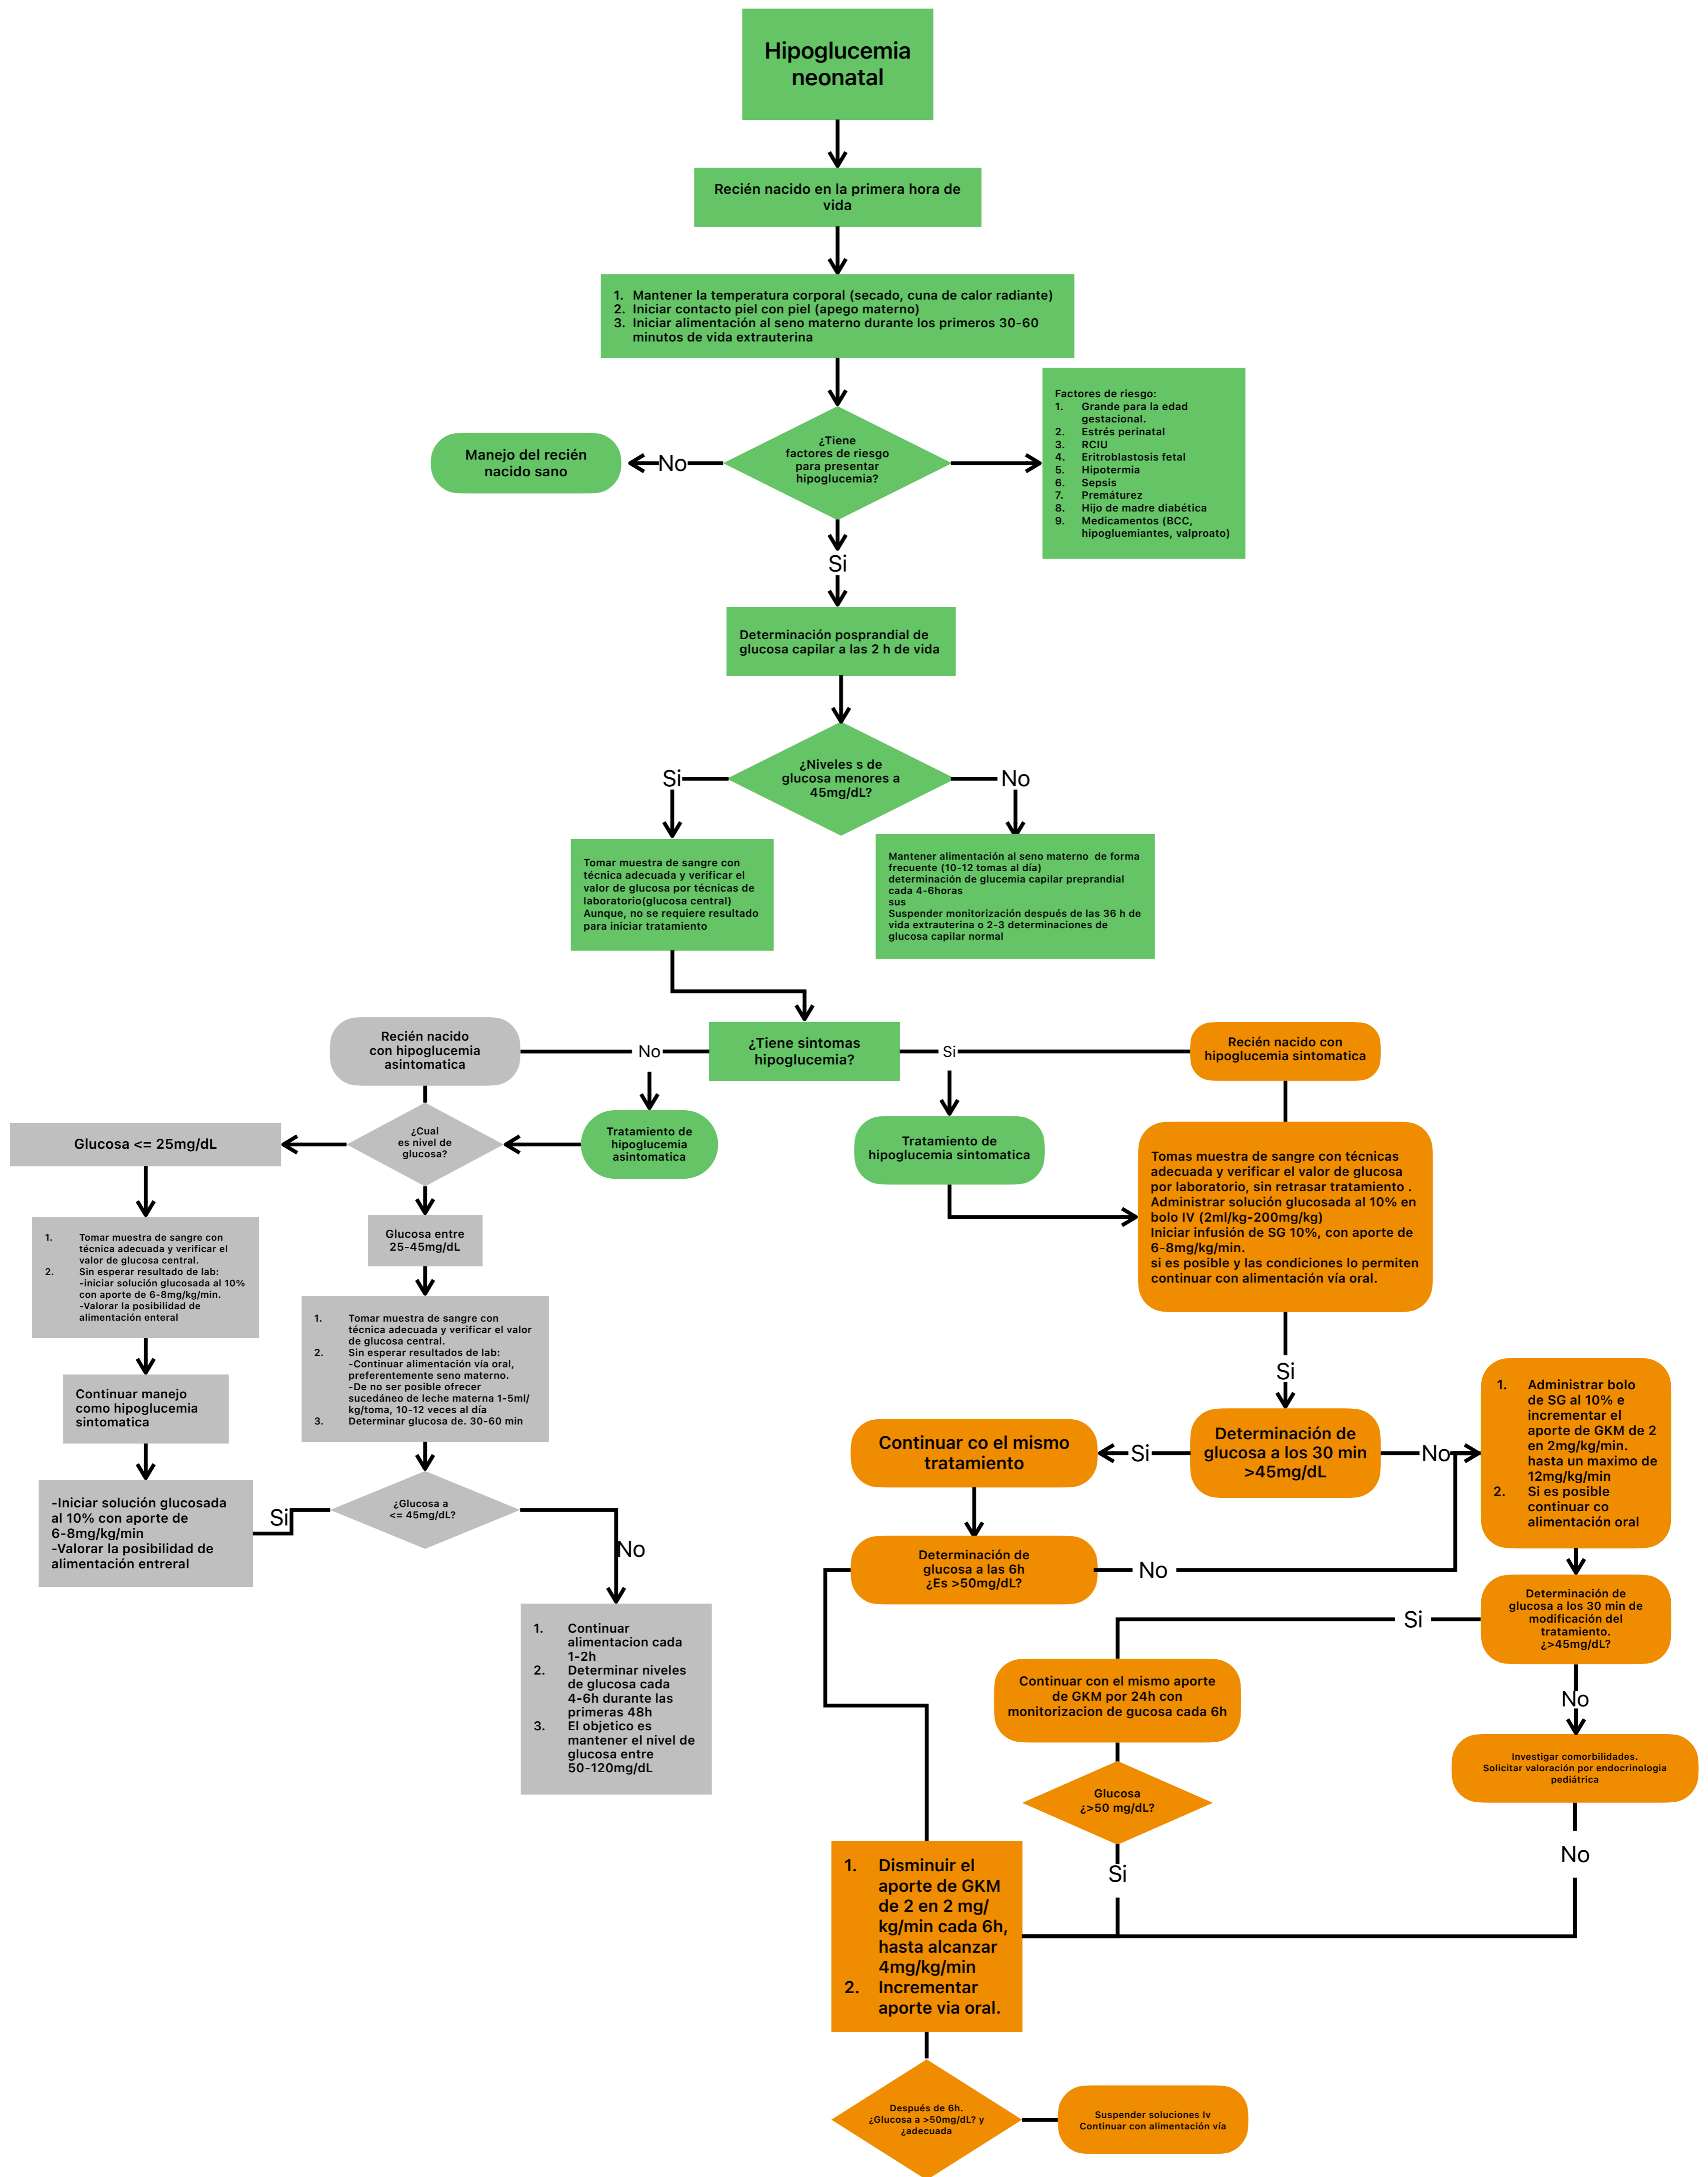 Hipoglucemia
neonatal
Recién nacido en la primera hora de
vida
1. Mantener la temperatura corporal (secado, cuna de calor radiante)
2. Iniciar contacto piel con piel (apego materno)
3. Iniciar alimentación al seno materno durante los primeros 30-60
minutos de vida extrauterina
¿Tiene
factores de riesgo
para presentar
hipoglucemia?
No
Manejo del recién
nacido sano
Factores de riesgo:
1. Grande para la edad
gestacional.
2. Estrés perinatal
3. RCIU
4. Eritroblastosis fetal
5. Hipotermia
6. Sepsis
7. Premáturez
8. Hijo de madre diabética
9. Medicamentos (BCC,
hipogluemiantes, valproato)
Si
Determinación posprandial de
glucosa capilar a las 2 h de vida
¿Niveles s de
glucosa menores a
45mg/dL?
Si
No
Tomar muestra de sangre con
técnica adecuada y verificar el
valor de glucosa por técnicas de
laboratorio(glucosa central)
Aunque, no se requiere resultado
para iniciar tratamiento
Mantener alimentación al seno materno de forma
frecuente (10-12 tomas al día)
determinación de glucemia capilar preprandial
cada 4-6horas
sus
Suspender monitorización después de las 36 h de
vida extrauterina o 2-3 determinaciones de
glucosa capilar normal
¿Tiene sintomas
hipoglucemia?
No
Si
Recién nacido
con hipoglucemia
asintomatica
Recién nacido con
hipoglucemia sintomatica
Tratamiento de
hipoglucemia
asintomatica
Tratamiento de
hipoglucemia sintomatica
¿Cual
es nivel de
glucosa?
Glucosa <= 25mg/dL
1. Tomar muestra de sangre con
técnica adecuada y verificar el
valor de glucosa central.
2. Sin esperar resultado de lab:
-iniciar solución glucosada al 10%
con aporte de 6-8mg/kg/min.
-Valorar la posibilidad de
alimentación enteral
Continuar manejo
como hipoglucemia
sintomatica
-Iniciar solución glucosada
al 10% con aporte de
6-8mg/kg/min
-Valorar la posibilidad de
alimentación entreral
Glucosa entre
25-45mg/dL
1. Tomar muestra de sangre con
técnica adecuada y verificar el valor
de glucosa central.
2. Sin esperar resultados de lab:
-Continuar alimentación vía oral,
preferentemente seno materno.
-De no ser posible ofrecer
sucedáneo de leche materna 1-5ml/
kg/toma, 10-12 veces al día
3. Determinar glucosa de. 30-60 min
¿Glucosa a
<= 45mg/dL?
Si
No
1. Continuar
alimentacion cada
1-2h
2. Determinar niveles
de glucosa cada
4-6h durante las
primeras 48h
3. El objetico es
mantener el nivel de
glucosa entre
50-120mg/dL
Tomas muestra de sangre con técnicas
adecuada y verificar el valor de glucosa
por laboratorio, sin retrasar tratamiento .
Administrar solución glucosada al 10% en
bolo IV (2ml/kg-200mg/kg)
Iniciar infusión de SG 10%, con aporte de
6-8mg/kg/min.
si es posible y las condiciones lo permiten
continuar con alimentación vía oral.
Si
Determinación de
glucosa a los 30 min
>45mg/dL
Si
No
Continuar co el mismo
tratamiento
1. Administrar bolo
de SG al 10% e
incrementar el
aporte de GKM de 2
en 2mg/kg/min.
hasta un maximo de
12mg/kg/min
2. Si es posible
continuar co
alimentación oral
Determinación de
glucosa a las 6h
¿Es >50mg/dL?
No
Determinación de
glucosa a los 30 min de
modificación del
tratamiento.
¿>45mg/dL?
Si
No
Continuar con el mismo aporte
de GKM por 24h con
monitorizacion de gucosa cada 6h
Investigar comorbilidades.
Solicitar valoración por endocrinologia
pediátrica
Glucosa
¿>50 mg/dL?
Si
No
1. Disminuir el
aporte de GKM
de 2 en 2 mg/
kg/min cada 6h,
hasta alcanzar
4mg/kg/min
2. Incrementar
aporte via oral.
Después de 6h.
¿Glucosa a >50mg/dL? y
¿adecuada
Suspender soluciones Iv
Continuar con alimentación vía